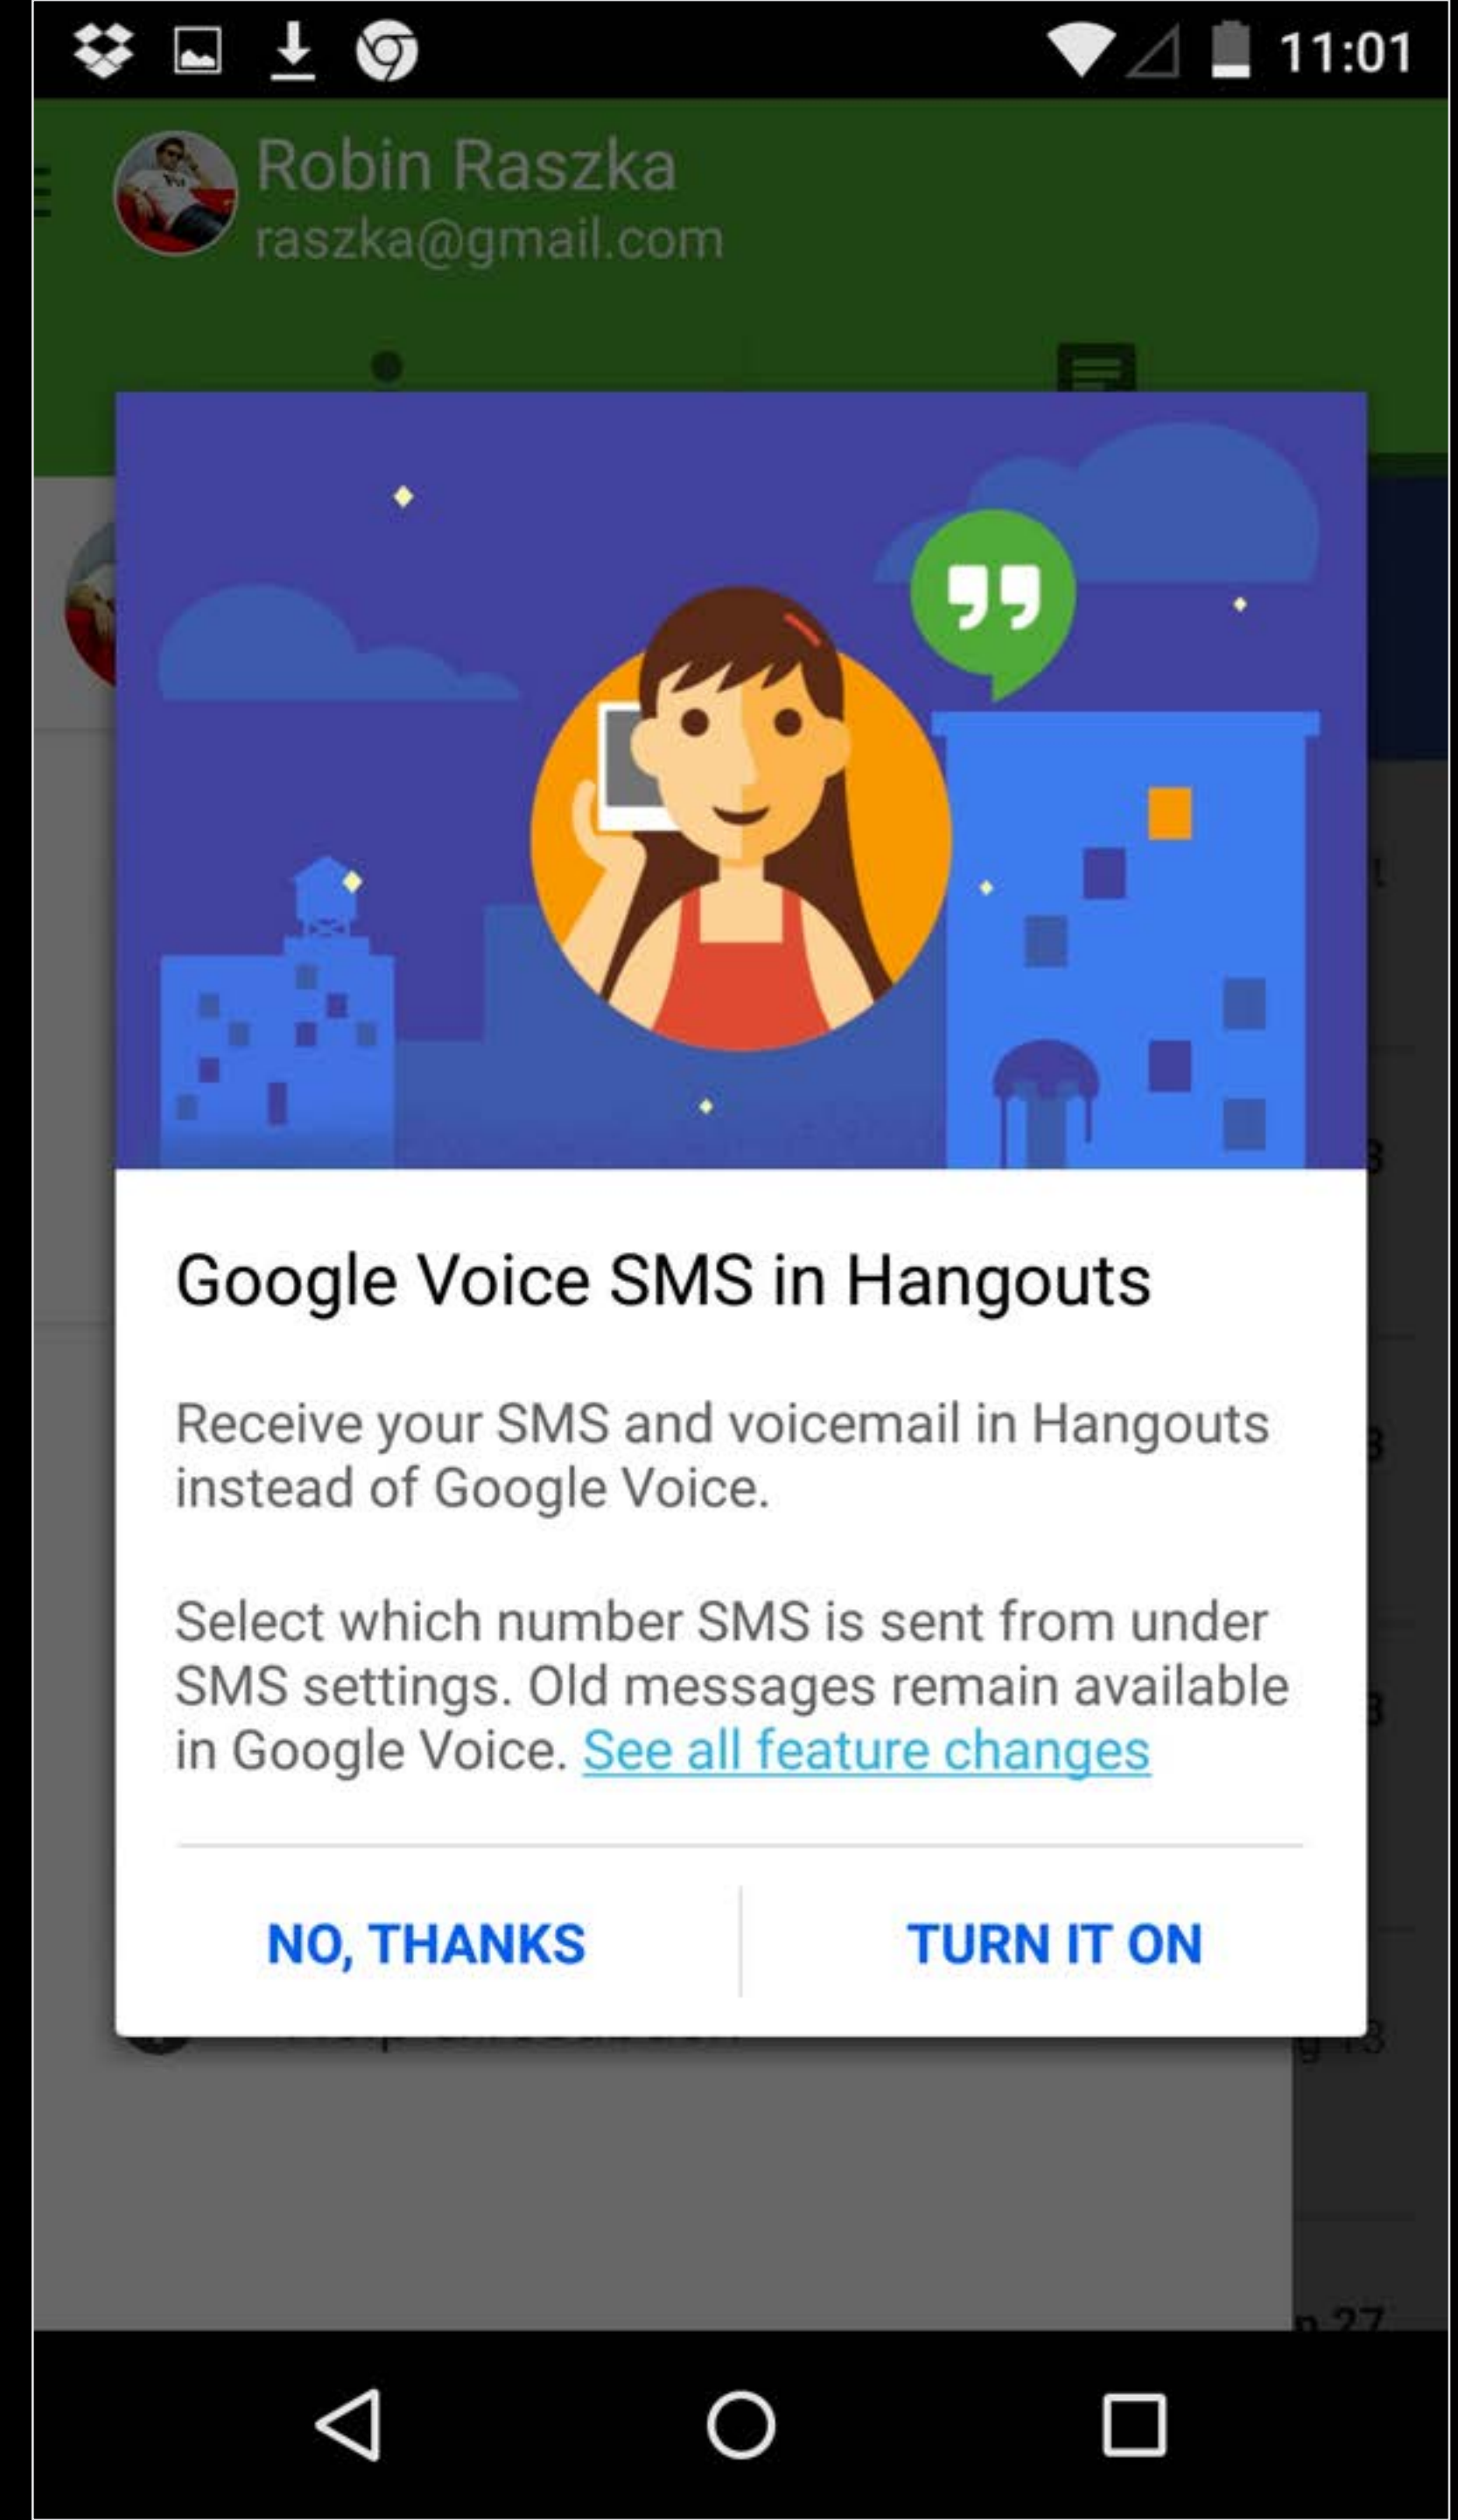 11:01
Robin Raszka
raszka@gmail.com
Google Voice SMS in Hangouts
Receive your SMS and voicemail in Hangouts
instead of Google Voice.
Select which number SMS is sent from under
SMS settings. Old messages remain available
in Google Voice. See all feature changes
NO, THANKS
TURN IT ON
27